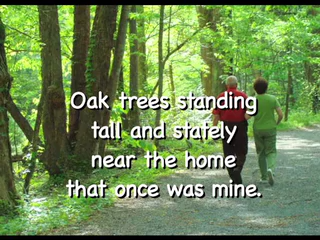 Oak trees standing
tall and stately
near the home
that once was mine.